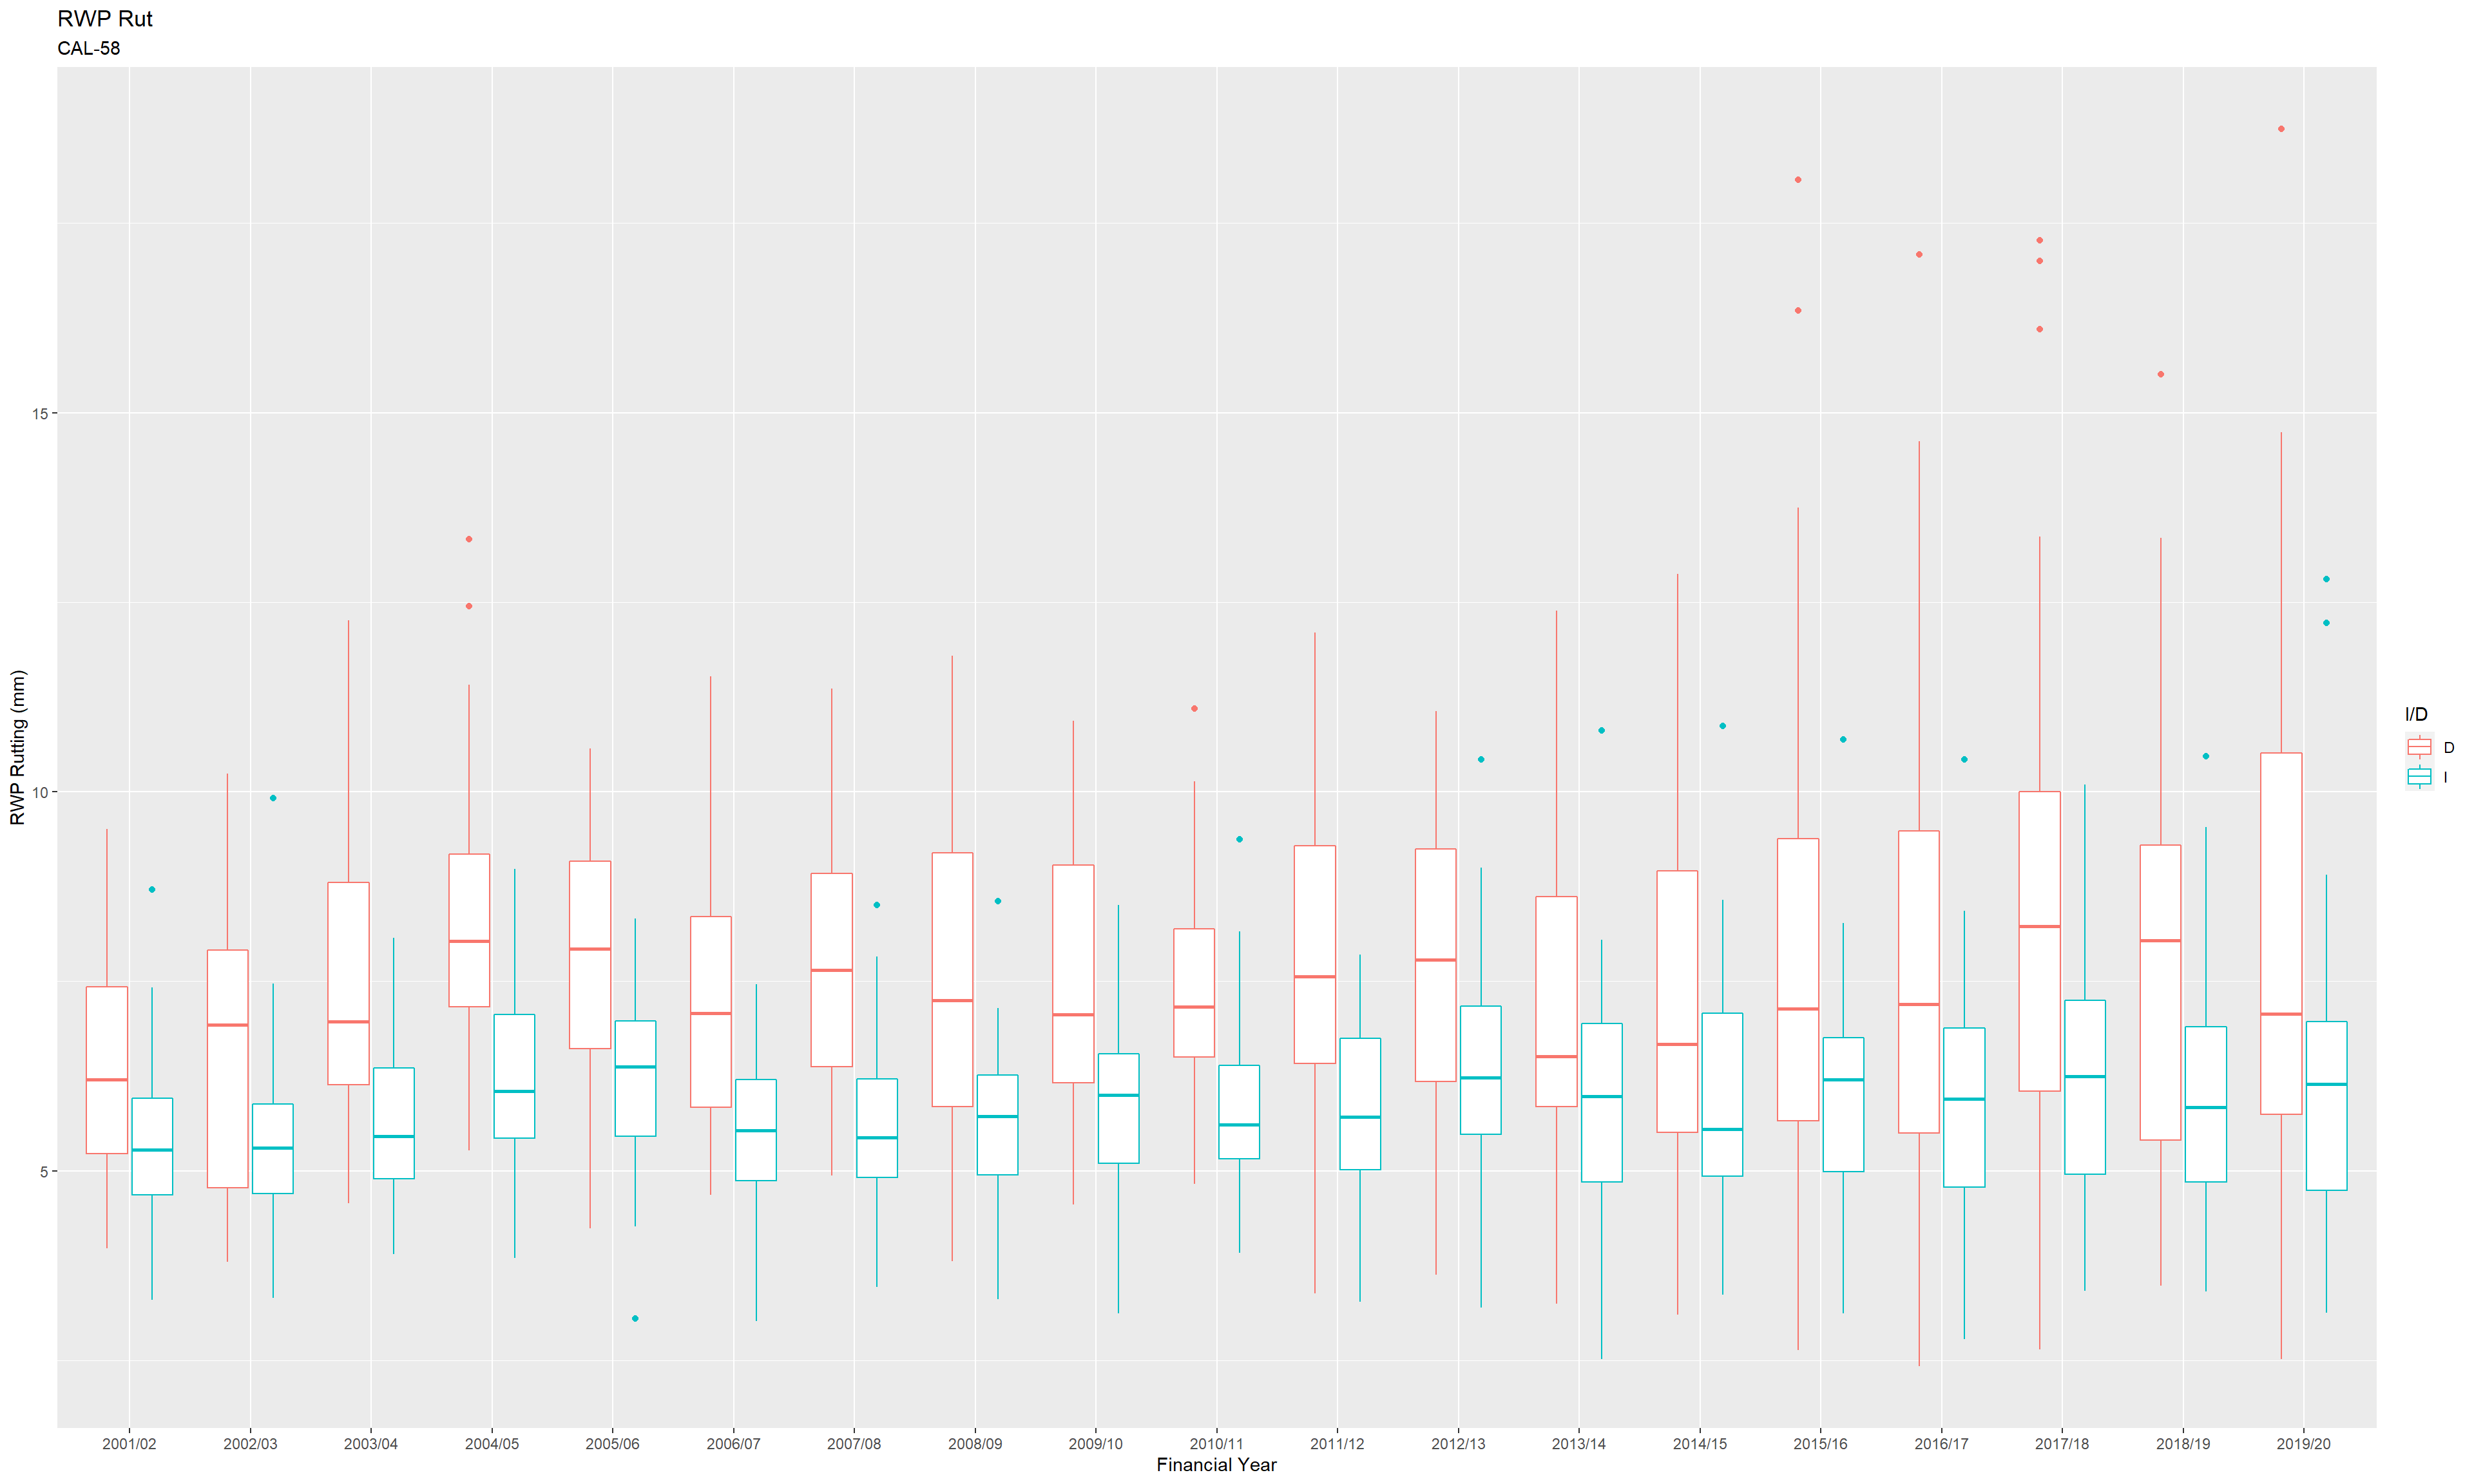 RWP Rut
CAL-58
RWP Rutting (mm)
15
10
5
2001/02 2002/03 2003/04 2004/05 2005/06 2006/07 2007/08 2008/09 2009/10 2010/11 2011/12 2012/13 2013/14 2014/15 2015/16 2016/17 2017/18 2018/19 2019/20
Financial Year
I/D
D
I